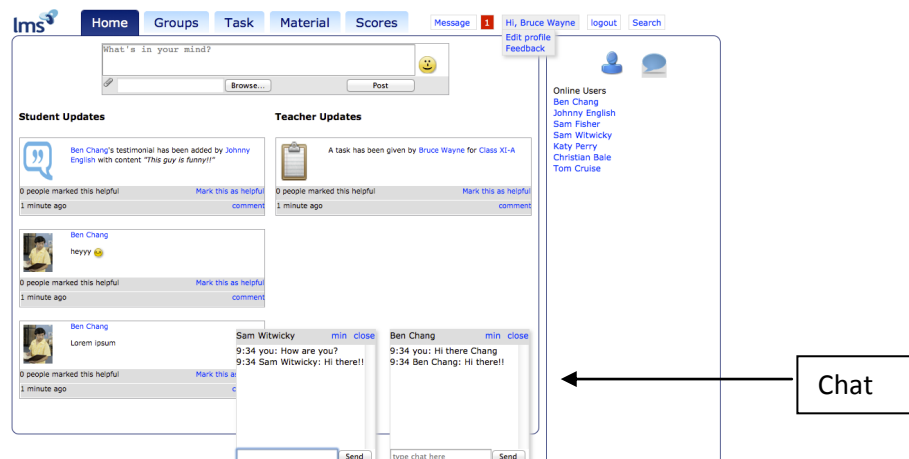 lms
Home Groups Task Material Scores Message 1 Hi, Bruce Wayne logout Search
Edit profile
Feedback
What's in your mind?
Browse... Post
Student Updates
Ben Chang's testimonial has been added by Johnny
English with content "This guy is funny!!"
0 people marked this helpful Mark this as helpful
1 minute ago comment
Ben Chang
heyyy
0 people marked this helpful Mark this as helpful
1 minute ago comment
Ben Chang
Lorem ipsum
0 people marked this helpful Mark this as
1 minute ago
Teacher Updates
A task has been given by Bruce Wayne for Class XI-A
0 people marked this helpful Mark this as helpful
1 minute ago comment
Online Users
Ben Chang
Johnny English
Sam Fisher
Sam Witwicky
Katy Perry
Christian Bale
Tom Cruise
Sam Witwicky min close
9:34 you: How are you?
9:34 Sam Witwicky: Hi there!!
Send
Ben Chang min close
9:34 you: Hi there Chang
9:34 Ben Chang: Hi there!!
type chat here Send
Chat